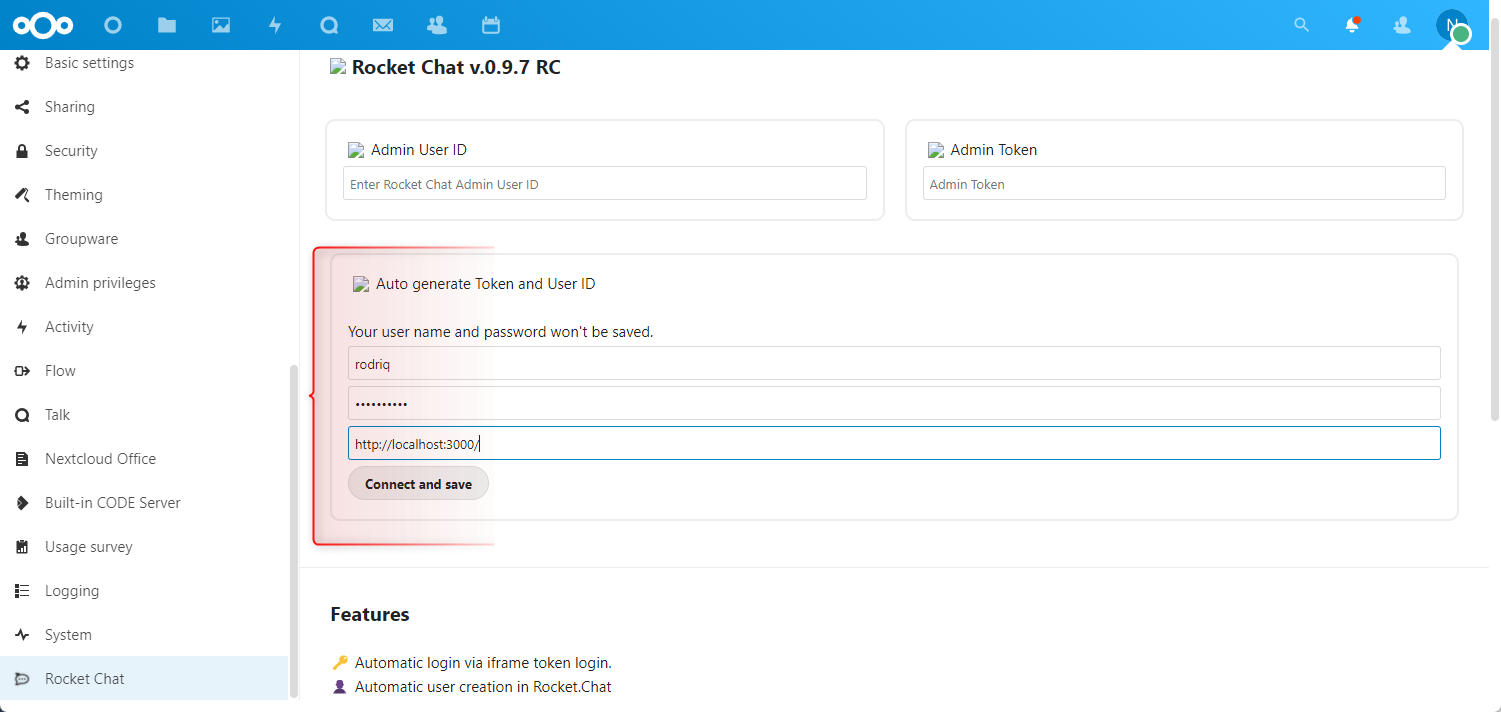 N
Basic settings
Sharing
Security
Theming
Groupware
Admin privileges
Activity
Flow
Talk
Nextcloud Office
Built-in CODE Server
Usage survey
Logging
System
Rocket Chat
Rocket Chat v.0.9.7 RC
Admin User ID
Enter Rocket Chat Admin User ID
Admin Token
Admin Token
Auto generate Token and User ID
Your user name and password won't be saved.
rodriq
••••••••••
http://localhost:3000/
Connect and save
Features
Automatic login via iframe token login.
Automatic user creation in Rocket.Chat